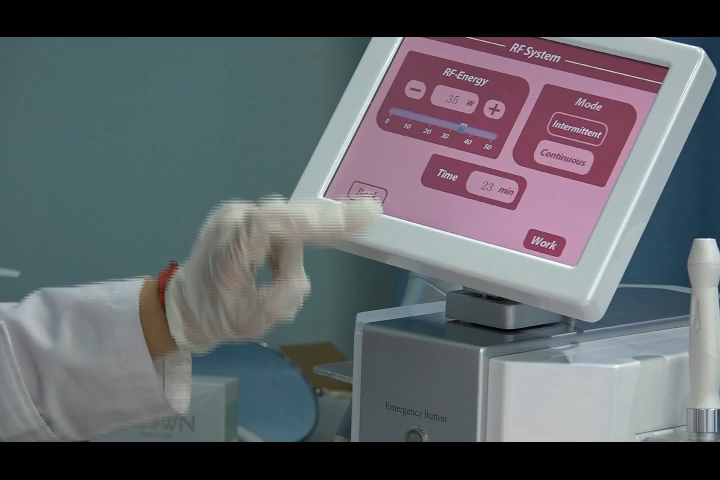 RF System
RF-Energy
35 w
0 10 20 30 40 50
Mode
Intermittent
Continuous
Time 23 min
Work
Emergency Button